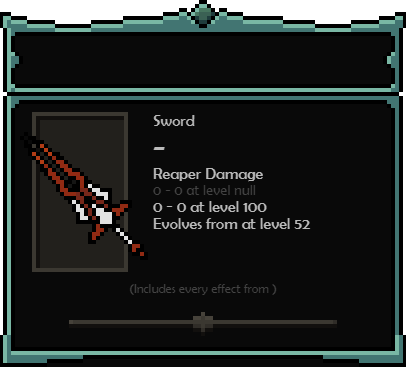 Sword
–
Reaper Damage
0 - 0 at level null
0 - 0 at level 100
Evolves from at level 52
(Includes every effect from )